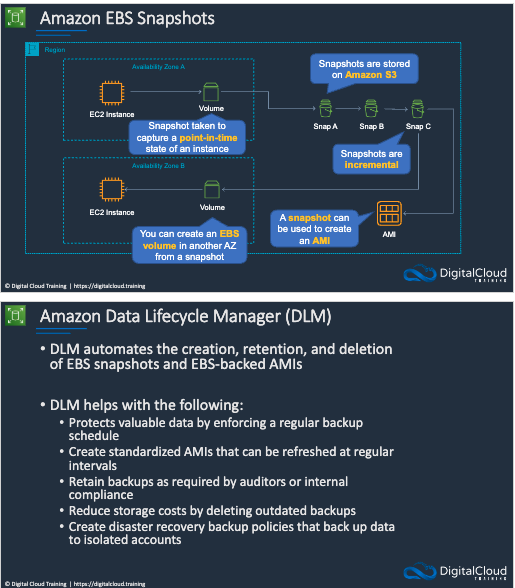 Amazon EBS Snapshots
Region
Availability Zone A
Snapshots are stored
on Amazon S3
EC2 Instance
Volume
Snap A
Snap B
Snap C
Snapshot taken to
capture a point-in-time
state of an instance
Snapshots are
incremental
Availability Zone B
EC2 Instance
Volume
You can create an EBS
volume in another AZ
from a snapshot
A snapshot can
be used to create
an AMI
AMI
DigitalCloud
TRAINING
© Digital Cloud Training | https://digitalcloud.training
Amazon Data Lifecycle Manager (DLM)
• DLM automates the creation, retention, and deletion
of EBS snapshots and EBS-backed AMIs
• DLM helps with the following:
• Protects valuable data by enforcing a regular backup
schedule
• Create standardized AMIs that can be refreshed at regular
intervals
• Retain backups as required by auditors or internal
compliance
• Reduce storage costs by deleting outdated backups
• Create disaster recovery backup policies that back up data
to isolated accounts
DigitalCloud
TRAINING
© Digital Cloud Training | https://digitalcloud.training